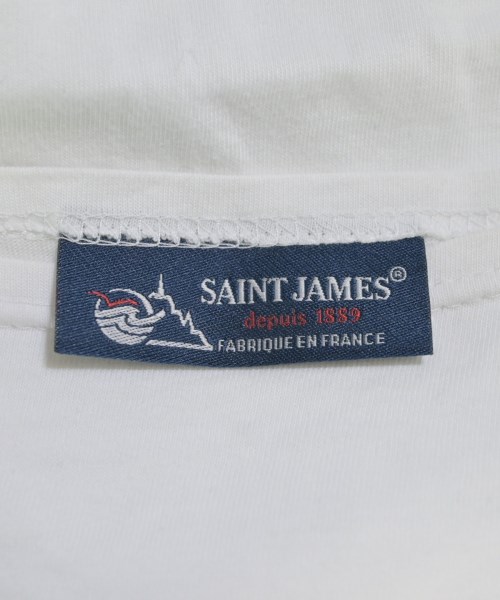 SAINT JAMES®
depuis 1889
FABRIQUE EN FRANCE